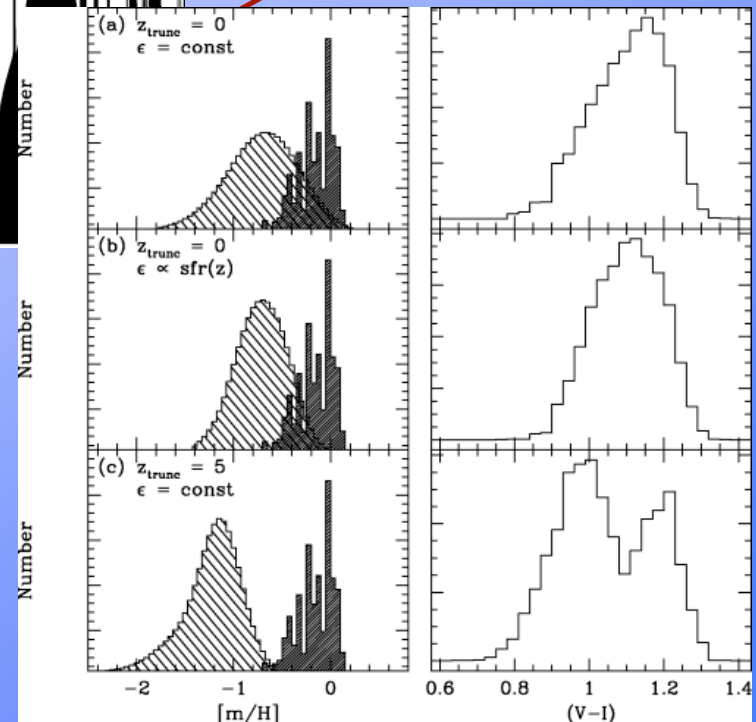 (a) z_trunc = 0
ϵ = const
Number
(b) z_trunc = 0
ϵ ∝ sfr(z)
Number
(c) z_trunc = 5
ϵ = const
Number
−2 −1 0 0.6 0.8 1 1.2 1.4
[m/H] (V−I)